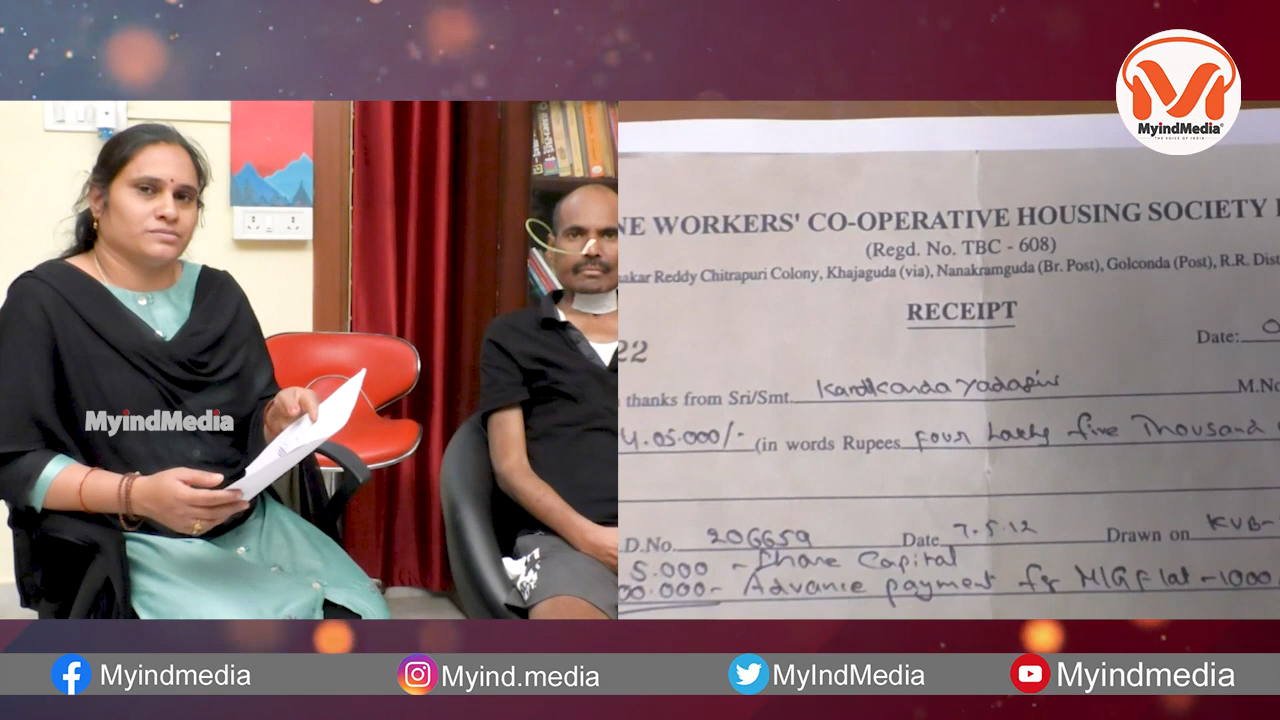 MyindMedia®
THE VOICE OF INDIA
NE WORKERS' CO-OPERATIVE HOUSING SOCIETY
(Regd. No. TBC - 608)
akar Reddy Chitrapuri Colony, Khajaguda (via), Nanakramguda (Br. Post), Golconda (Post), R.R. Dist
RECEIPT
22
Date: 0
thanks from Sri/Smt. M.No
4.05.000/- (in words Rupees Four Lakhs five Thousand
D.No. 206659 Date 7.5.12 Drawn on KVB-
5.000 - Share Capital
00.000 - Advance payment for MIG Flat - 1000
MyindMedia
Myindmedia
Myind.media
MyIndMedia
Myindmedia